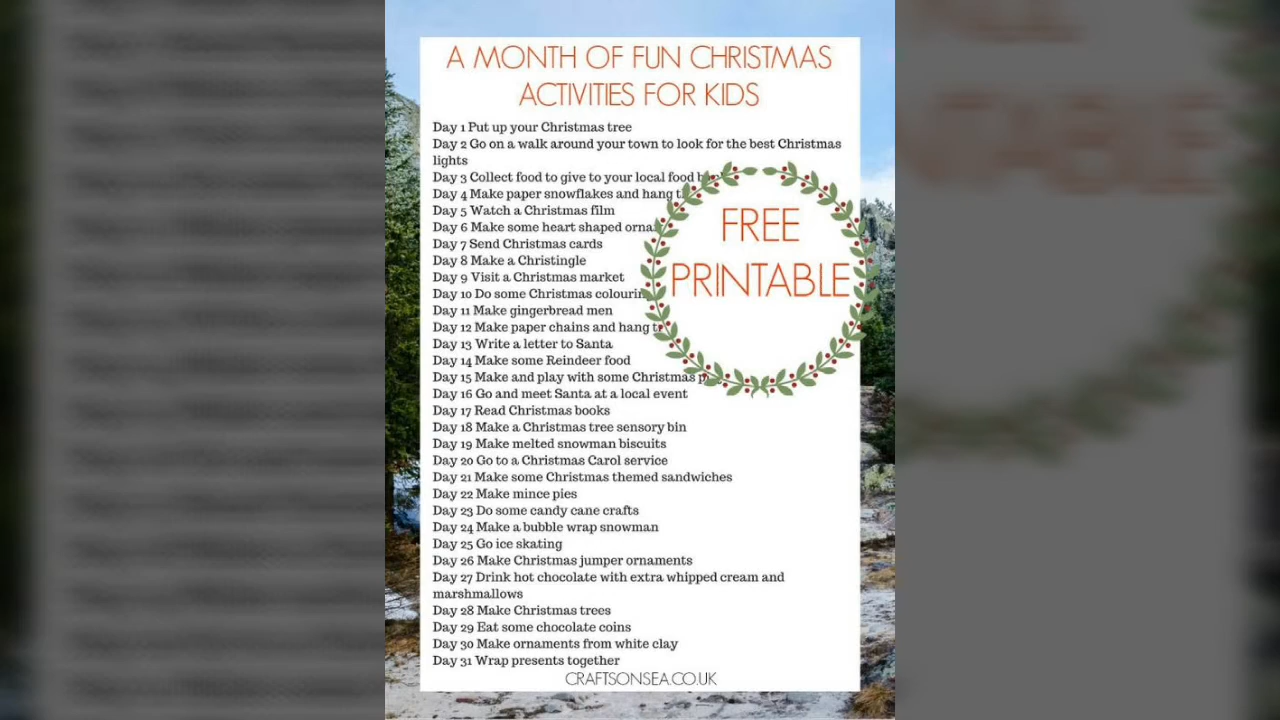 A MONTH OF FUN CHRISTMAS
ACTIVITIES FOR KIDS
Day 1 Put up your Christmas tree
Day 2 Go on a walk around your town to look for the best Christmas
lights
Day 3 Collect food to give to your local food
Day 4 Make paper snowflakes and hang
Day 5 Watch a Christmas film
Day 6 Make some heart shaped
Day 7 Send Christmas cards
Day 8 Make a Christingle
Day 9 Visit a Christmas market
Day 10 Do some Christmas
Day 11 Make gingerbread men
Day 12 Make paper chains and hang
Day 13 Write a letter to Santa
Day 14 Make some Reindeer food
Day 15 Make and play with some Christmas
Day 16 Go and meet Santa at a local event
Day 17 Read Christmas books
Day 18 Make a Christmas tree sensory bin
Day 19 Make melted snowman biscuits
Day 20 Go to a Christmas Carol service
Day 21 Make some Christmas themed sandwiches
Day 22 Make mince pies
Day 23 Do some candy cane crafts
Day 24 Make a bubble wrap snowman
Day 25 Go ice skating
Day 26 Make Christmas jumper ornaments
Day 27 Drink hot chocolate with extra whipped cream and
marshmallows
Day 28 Make Christmas trees
Day 29 Eat some chocolate coins
Day 30 Make ornaments from white clay
Day 31 Wrap presents together
CRAFTSONSEA.CO.UK
FREE
PRINTABLE